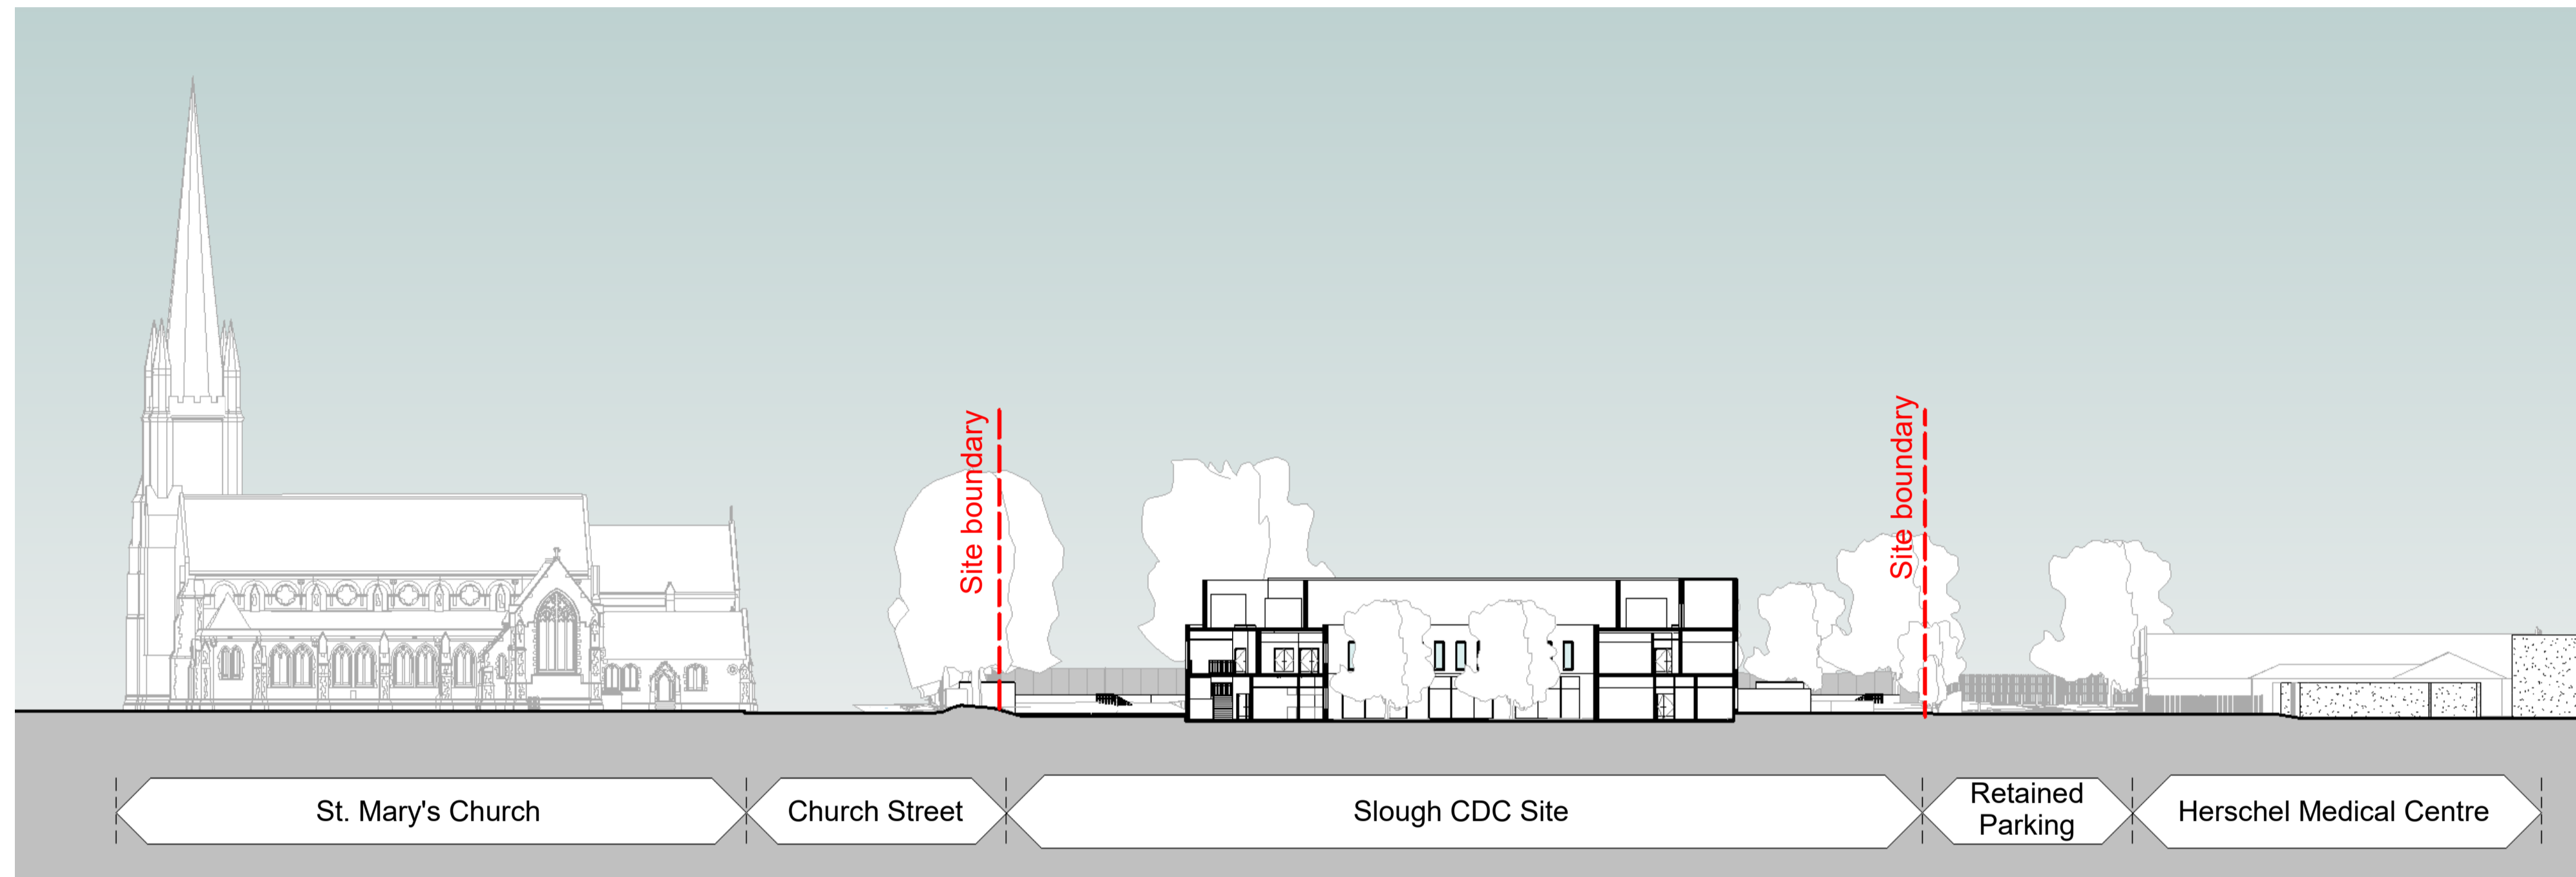 Site boundary
Site boundary
St. Mary's Church
Church Street
Slough CDC Site
Retained
Parking
Herschel Medical Centre